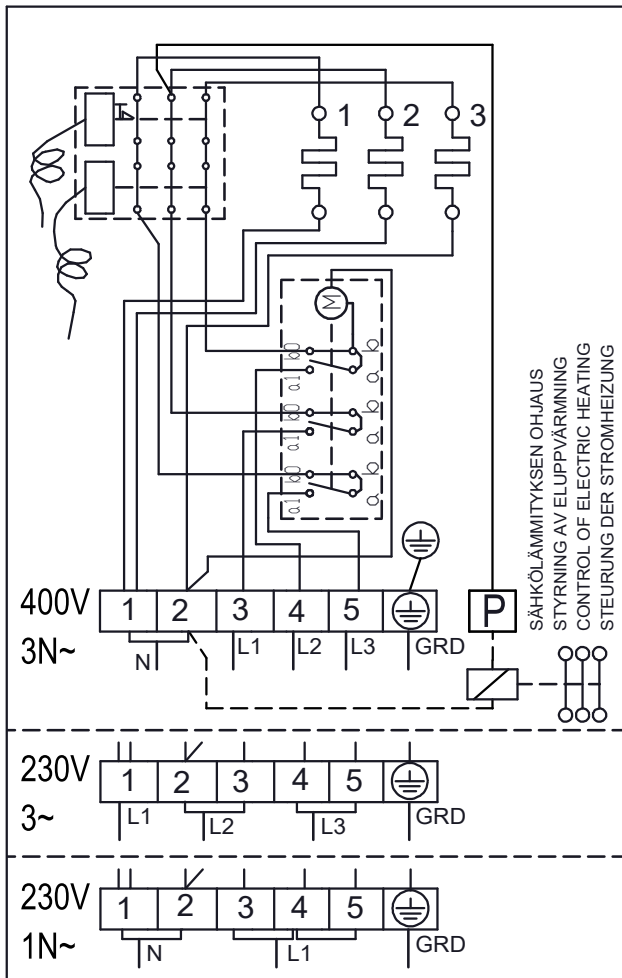 1 2 3
M
b0 b
a1 a
b0 b
a1 a
b0 b
a1 a
SÄHKÖLÄMMITYKSEN OHJAUS
STYRNING AV ELUPPVÄRMNING
CONTROL OF ELECTRIC HEATING
STEUERUNG DER STROMHEIZUNG
400V
3N~
1 2 3 4 5
P
N L1 L2 L3 GRD
230V
3~
1 2 3 4 5
L1 L2 L3 GRD
230V
1N~
1 2 3 4 5
N L1 GRD